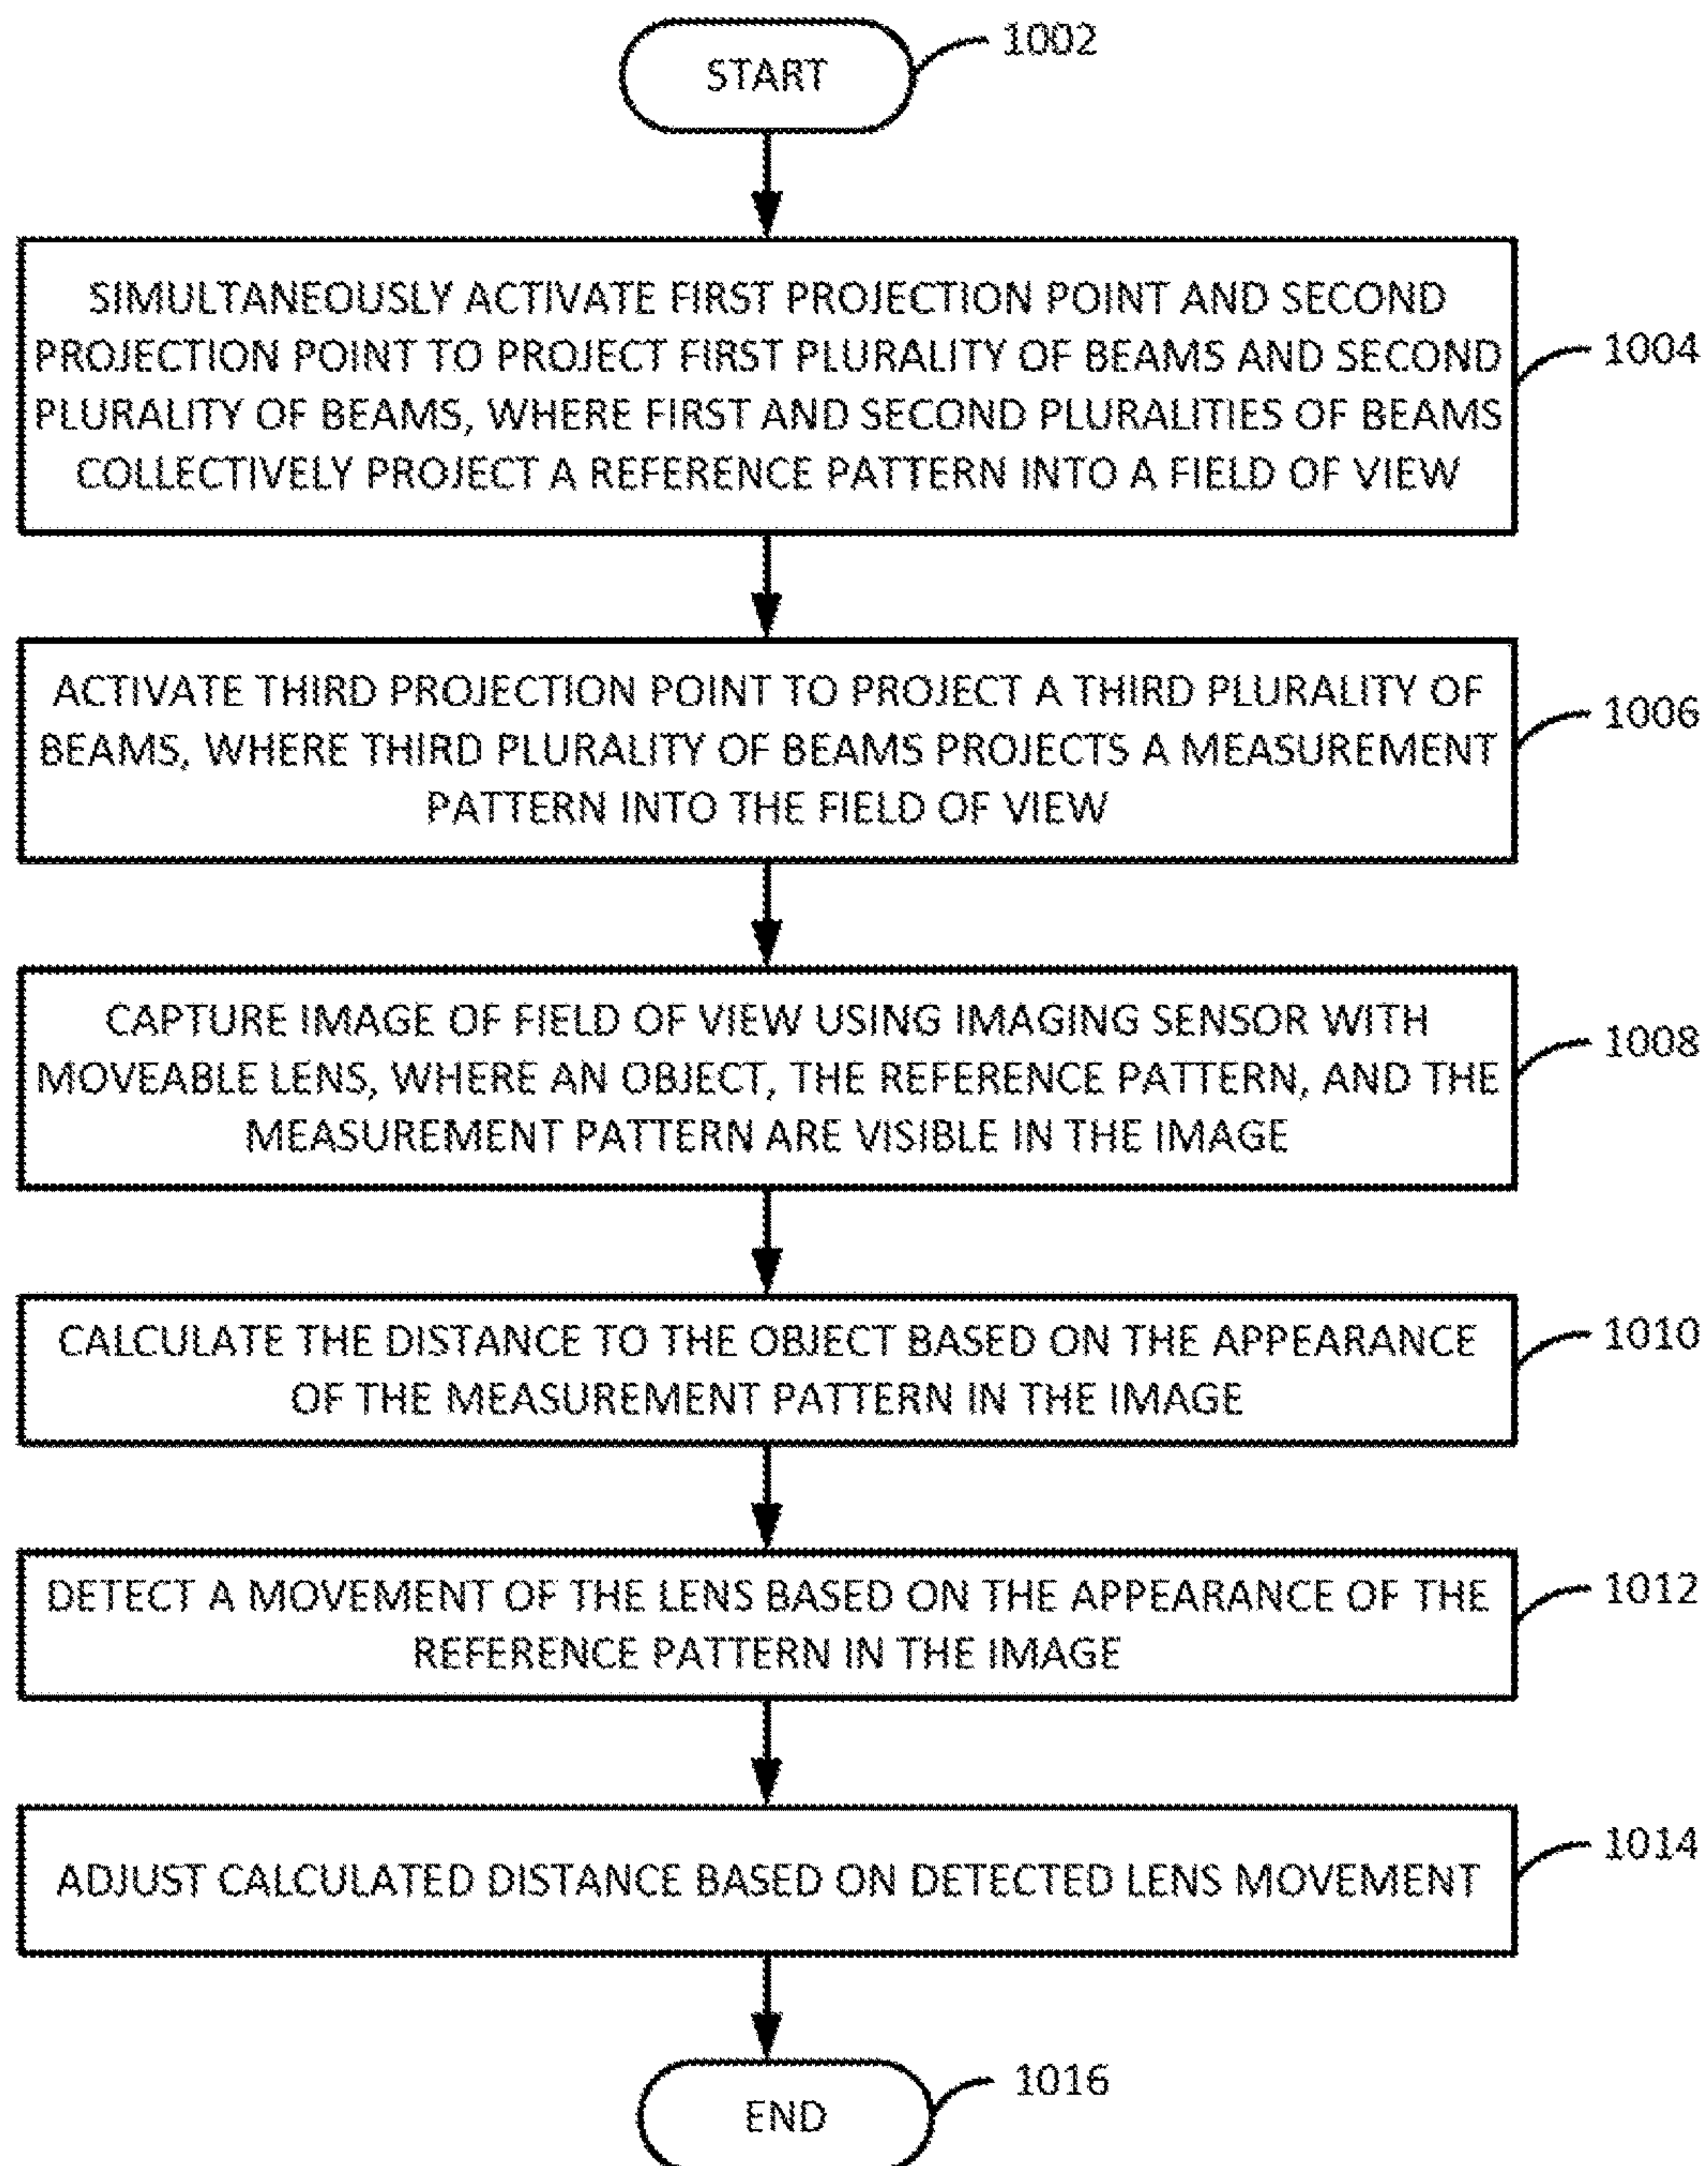 START
1002
SIMULTANEOUSLY ACTIVATE FIRST PROJECTION POINT AND SECOND
PROJECTION POINT TO PROJECT FIRST PLURALITY OF BEAMS AND SECOND
PLURALITY OF BEAMS, WHERE FIRST AND SECOND PLURALITIES OF BEAMS
COLLECTIVELY PROJECT A REFERENCE PATTERN INTO A FIELD OF VIEW
1004
ACTIVATE THIRD PROJECTION POINT TO PROJECT A THIRD PLURALITY OF
BEAMS, WHERE THIRD PLURALITY OF BEAMS PROJECTS A MEASUREMENT
PATTERN INTO THE FIELD OF VIEW
1006
CAPTURE IMAGE OF FIELD OF VIEW USING IMAGING SENSOR WITH
MOVEABLE LENS, WHERE AN OBJECT, THE REFERENCE PATTERN, AND THE
MEASUREMENT PATTERN ARE VISIBLE IN THE IMAGE
1008
CALCULATE THE DISTANCE TO THE OBJECT BASED ON THE APPEARANCE
OF THE MEASUREMENT PATTERN IN THE IMAGE
1010
DETECT A MOVEMENT OF THE LENS BASED ON THE APPEARANCE OF THE
REFERENCE PATTERN IN THE IMAGE
1012
ADJUST CALCULATED DISTANCE BASED ON DETECTED LENS MOVEMENT
1014
END
1016